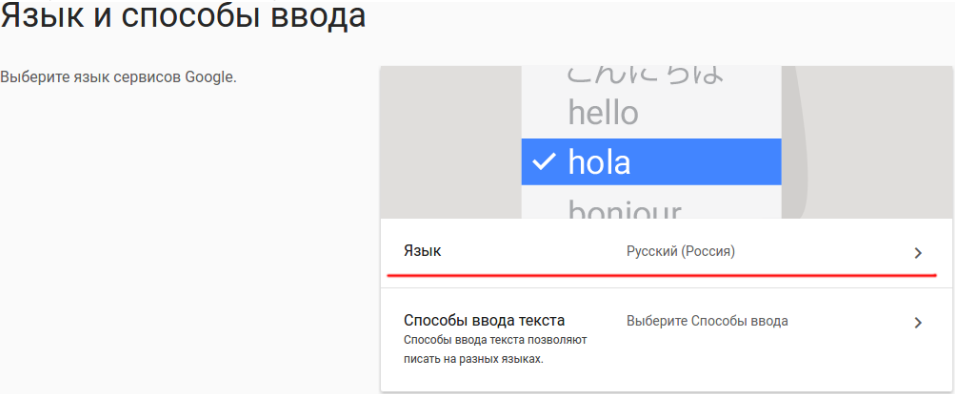 Язык и способы ввода
Выберите язык сервисов Google.
こんにちは
hello
hola
bonjour
Язык
Русский (Россия)
Способы ввода текста
Выберите Способы ввода
Способы ввода текста позволяют
писать на разных языках.